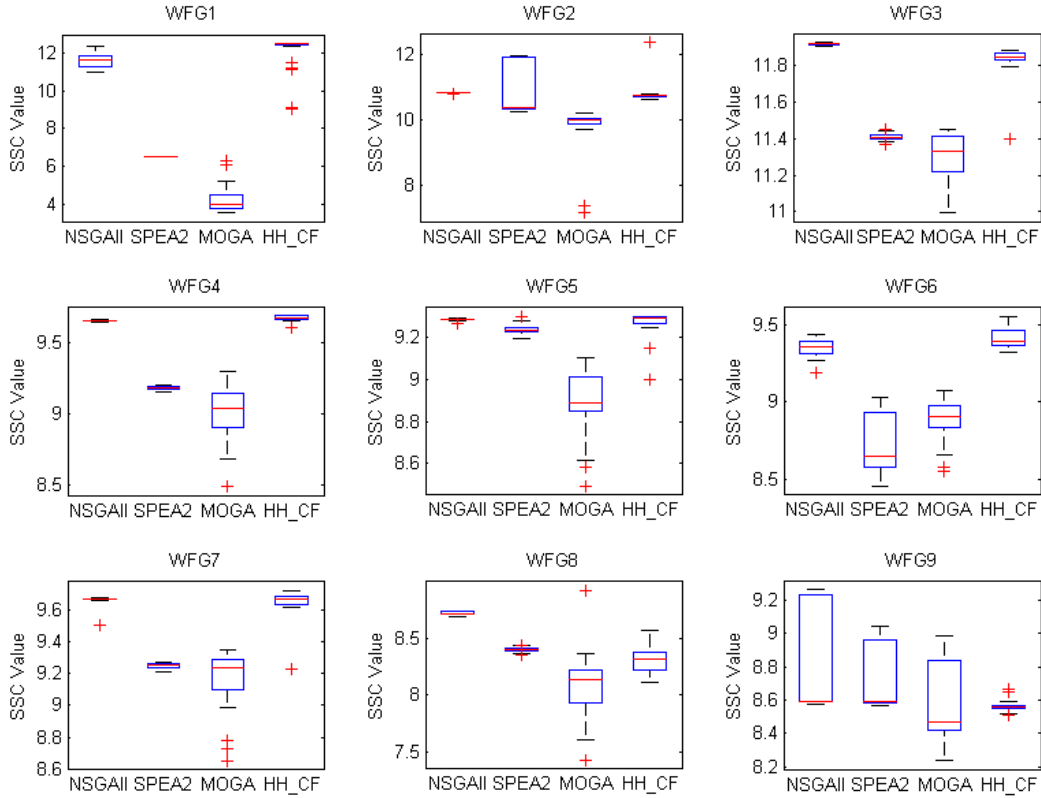 WFG1
WFG2
WFG3
SSC Value
12
10
8
6
4
NSGAII SPEA2 MOGA HH_CF
SSC Value
12
10
8
NSGAII SPEA2 MOGA HH_CF
SSC Value
11.8
11.6
11.4
11.2
11
NSGAII SPEA2 MOGA HH_CF
WFG4
WFG5
WFG6
SSC Value
9.5
9
8.5
NSGAII SPEA2 MOGA HH_CF
SSC Value
9.2
9
8.8
8.6
NSGAII SPEA2 MOGA HH_CF
SSC Value
9.5
9
8.5
NSGAII SPEA2 MOGA HH_CF
WFG7
WFG8
WFG9
SSC Value
9.6
9.4
9.2
9
8.8
8.6
NSGAII SPEA2 MOGA HH_CF
SSC Value
8.5
8
7.5
NSGAII SPEA2 MOGA HH_CF
SSC Value
9.2
9
8.8
8.6
8.4
8.2
NSGAII SPEA2 MOGA HH_CF